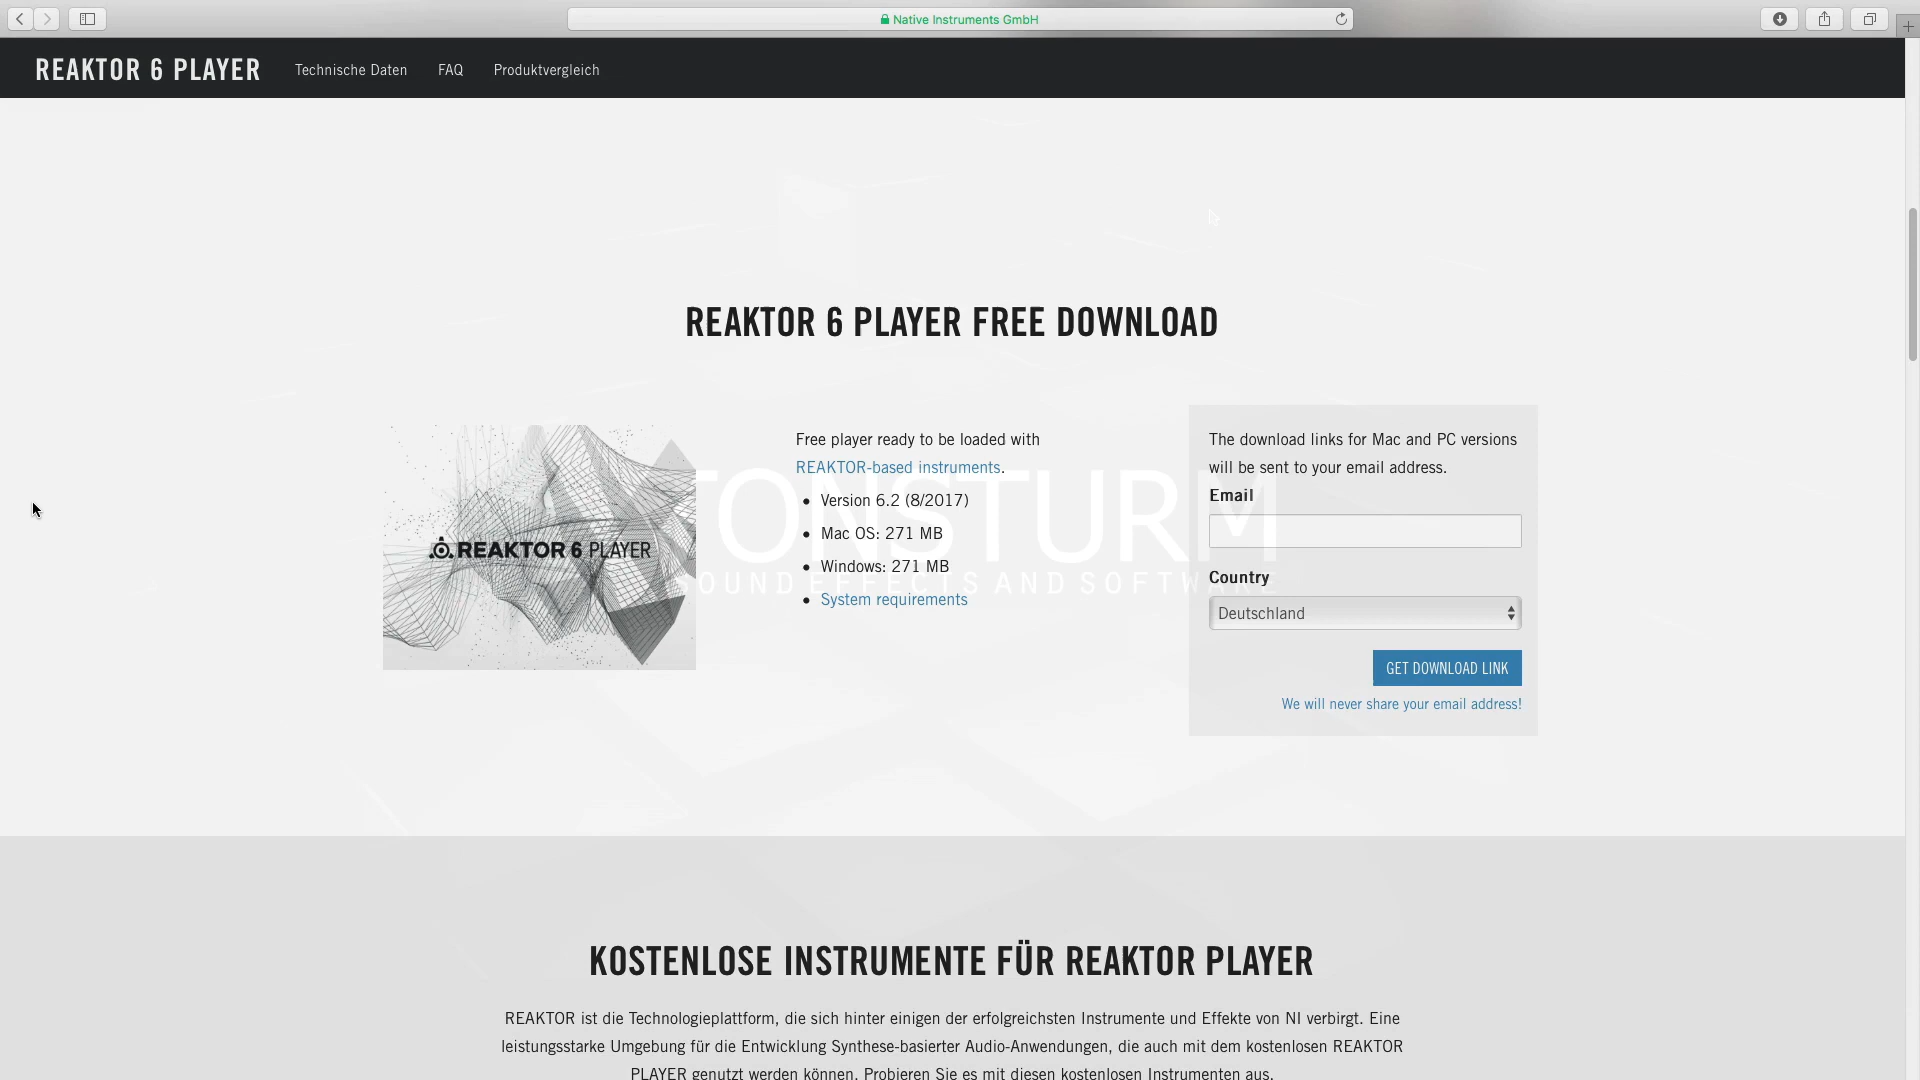 Native Instruments GmbH
REAKTOR 6 PLAYER
Technische Daten
FAQ
Produktvergleich
REAKTOR 6 PLAYER FREE DOWNLOAD
REAKTOR 6 PLAYER
Free player ready to be loaded with
REAKTOR-based instruments.
• Version 6.2 (8/2017)
• Mac OS: 271 MB
• Windows: 271 MB
• System requirements
TONSTURM
SOUND EFFECTS AND SOFTWARE
The download links for Mac and PC versions
will be sent to your email address.
Email
Country
Deutschland
GET DOWNLOAD LINK
We will never share your email address!
KOSTENLOSE INSTRUMENTE FÜR REAKTOR PLAYER
REAKTOR ist die Technologieplattform, die sich hinter einigen der erfolgreichsten Instrumente und Effekte von NI verbirgt. Eine
leistungsstarke Umgebung für die Entwicklung Synthese-basierter Audio-Anwendungen, die auch mit dem kostenlosen REAKTOR
PLAYER genutzt werden können. Probieren Sie es mit diesen kostenlosen Instrumenten aus.